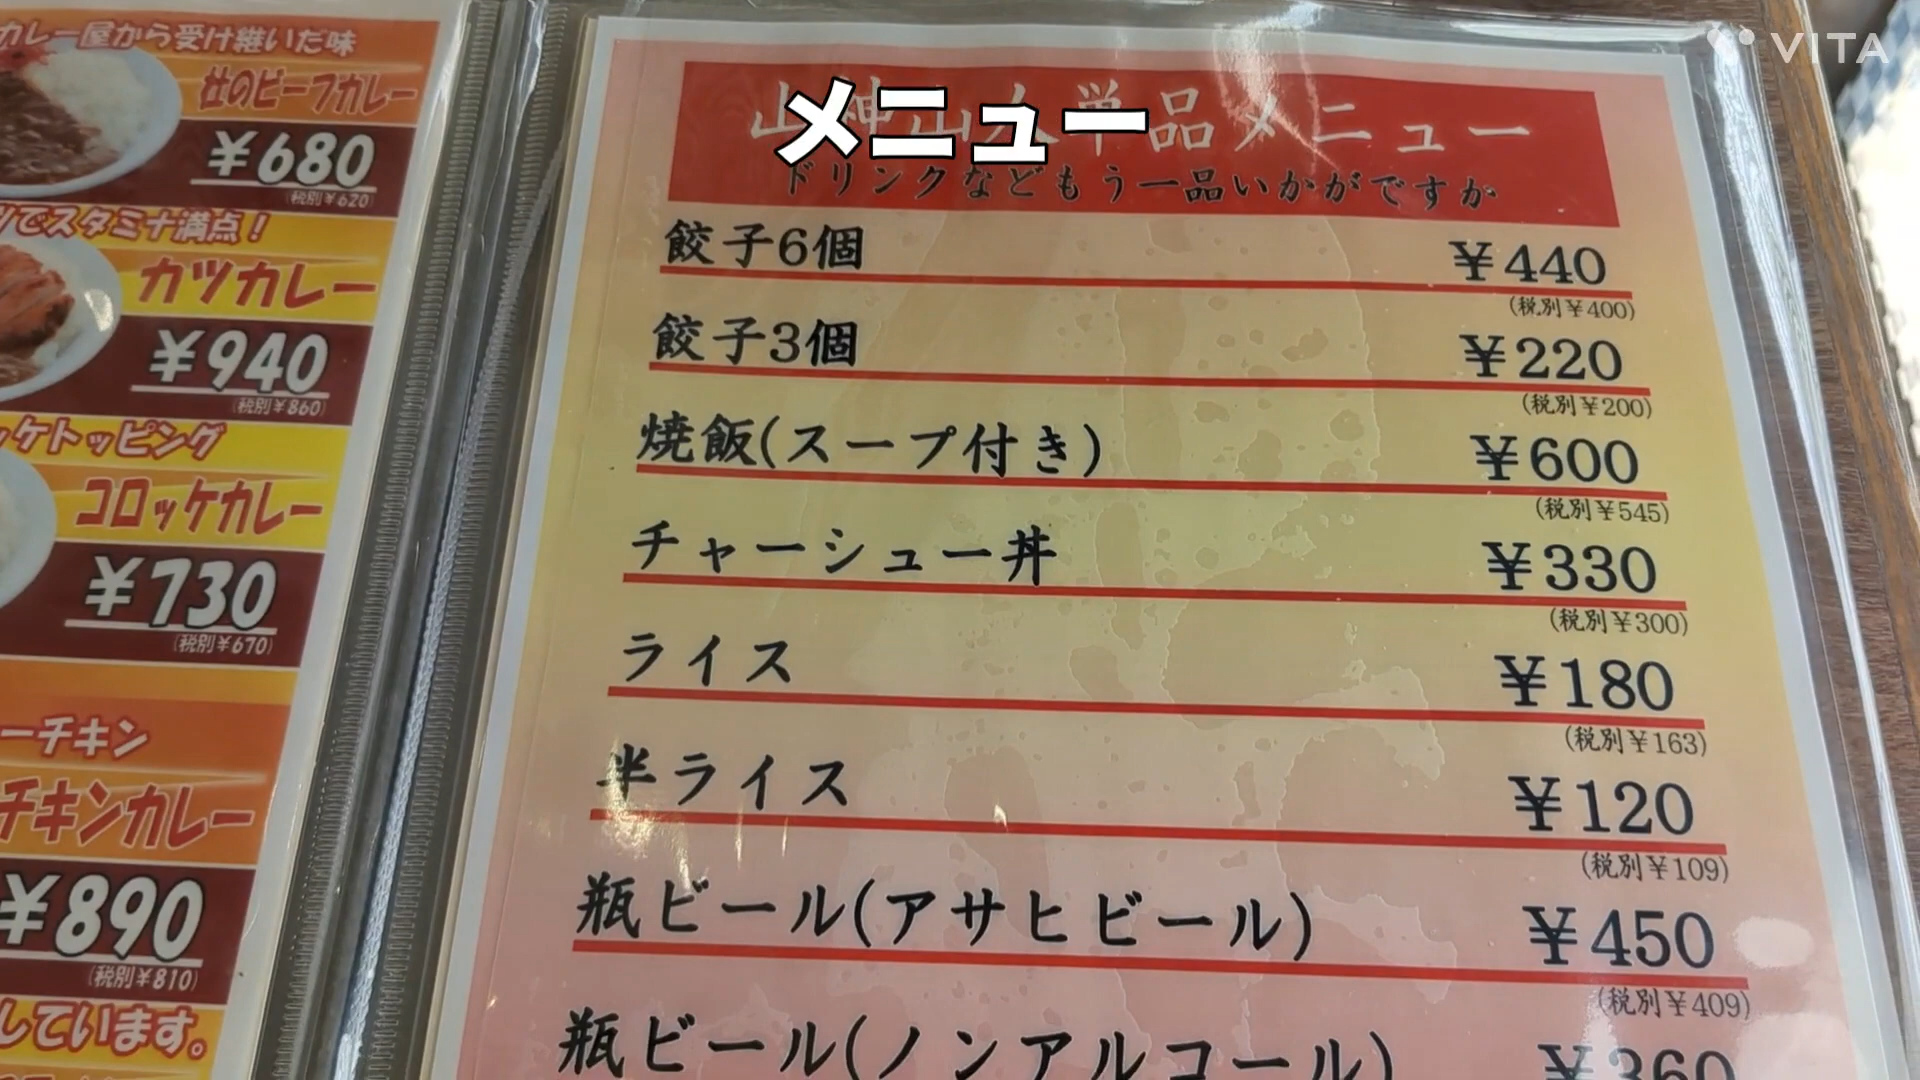 VITA
メニュー
カレー屋から受け継いだ味
杜のビーフカレー
¥680
(税別¥620)
でスタミナ満点!
カツカレー
¥940
(税別¥860)
ッケトッピング
コロッケカレー
¥730
(税別¥670)
ーチキン
チキンカレー
¥890
(税別¥810)
しています。
単品メニュー
ドリンクなどもう一品いかがですか
餃子6個 ¥440
(税別¥400)
餃子3個 ¥220
(税別¥200)
焼飯(スープ付き) ¥600
(税別¥545)
チャーシュー丼 ¥330
(税別¥300)
ライス ¥180
(税別¥163)
半ライス ¥120
(税別¥109)
瓶ビール(アサヒビール) ¥450
(税別¥409)
瓶ビール(ノンアルコール) ¥360